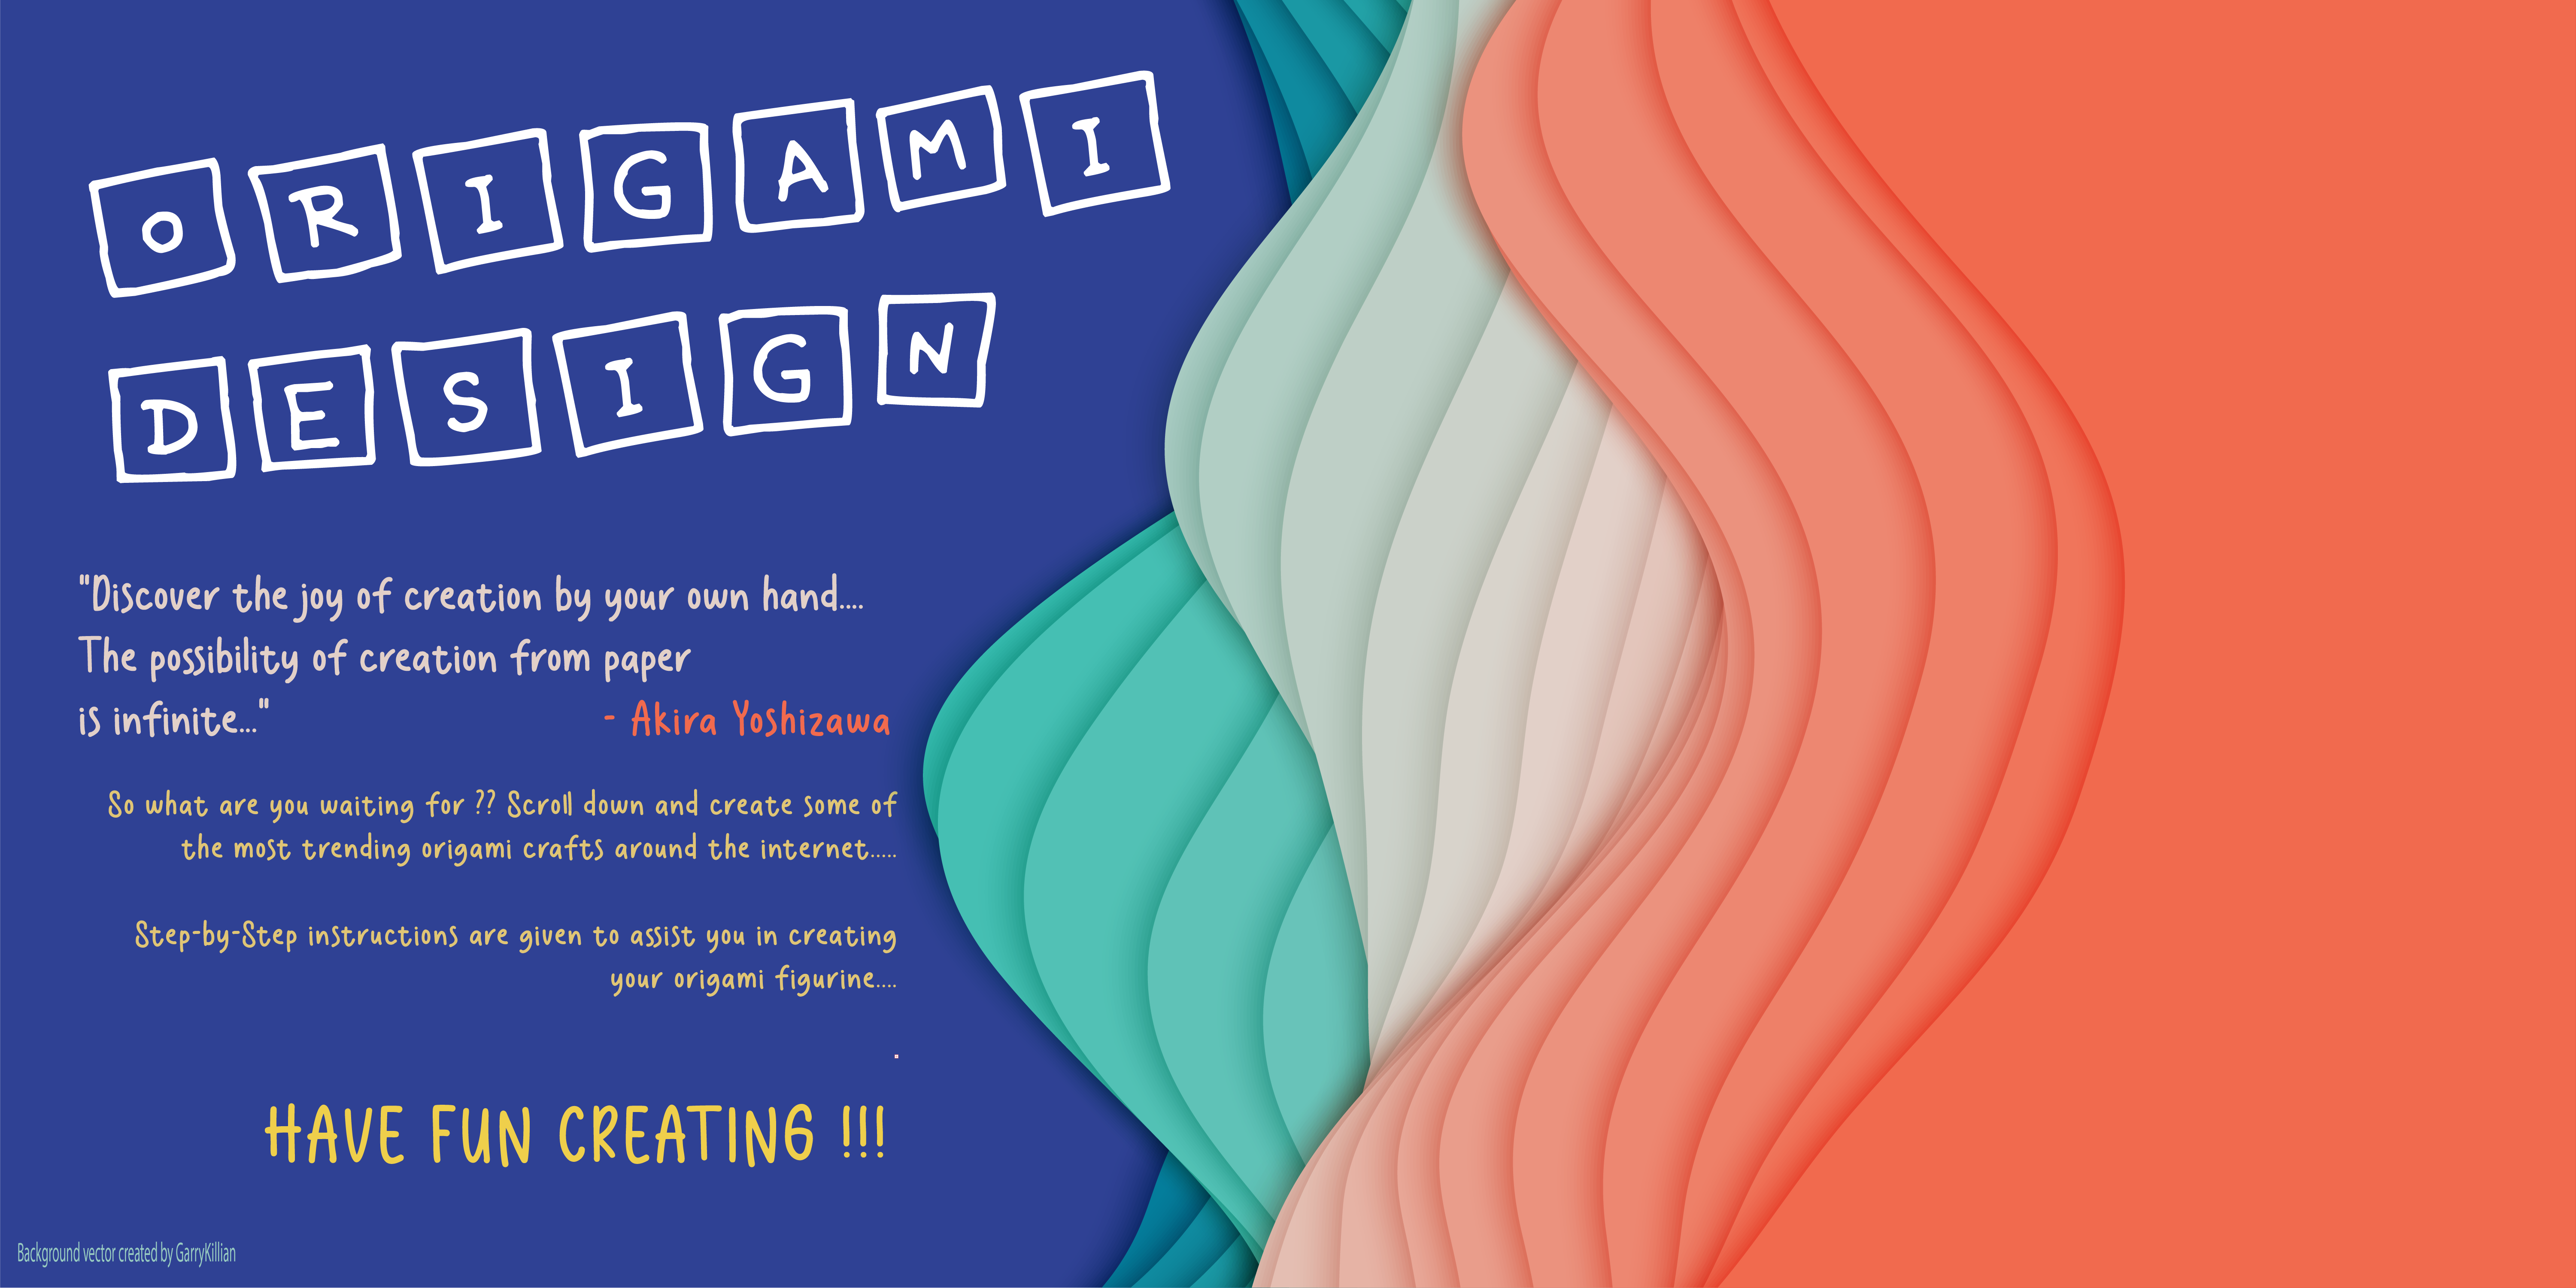 ORIGAMI
DESIGN
"Discover the joy of creation by your own hand....
The possibility of creation from paper
is infinite..." - Akira Yoshizawa
So what are you waiting for ?? Scroll down and create some of
the most trending origami crafts around the internet.....
Step-by-Step instructions are given to assist you in creating
your origami figurine....
.
HAVE FUN CREATING !!!
Background vector created by GarryKillian